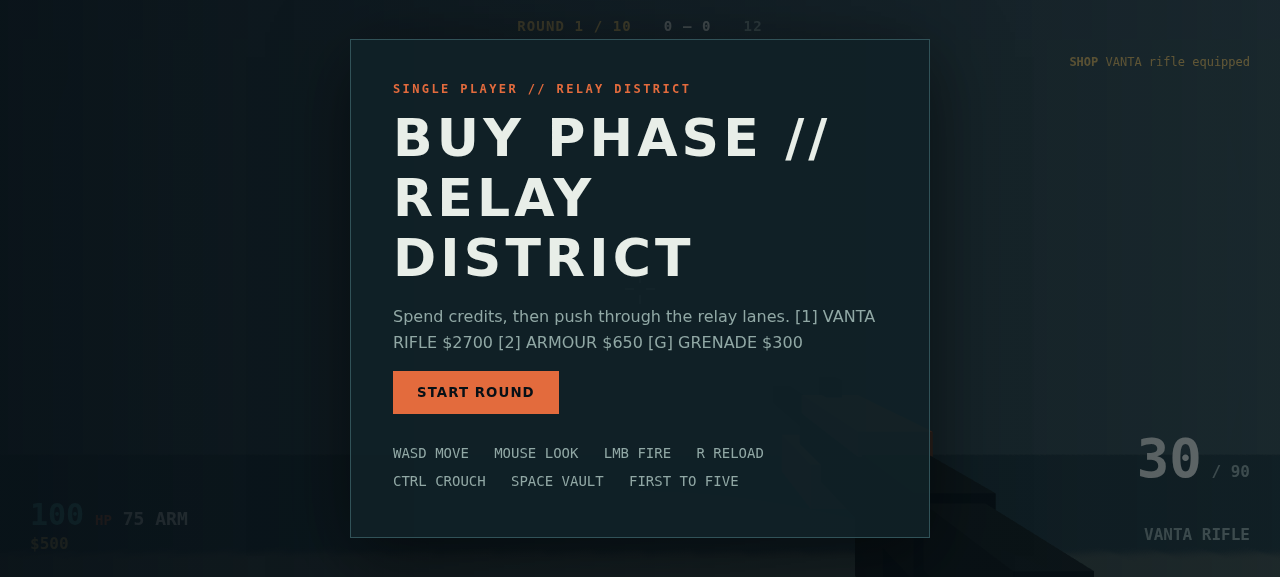 ROUND 1 / 10 0 — 0 12
SHOP VANTA rifle equipped
SINGLE PLAYER // RELAY DISTRICT
BUY PHASE //
RELAY
DISTRICT
Spend credits, then push through the relay lanes. [1] VANTA
RIFLE $2700 [2] ARMOUR $650 [G] GRENADE $300
START ROUND
WASD MOVE MOUSE LOOK LMB FIRE R RELOAD
CTRL CROUCH SPACE VAULT FIRST TO FIVE
100 HP 75 ARM
$500
30 / 90
VANTA RIFLE